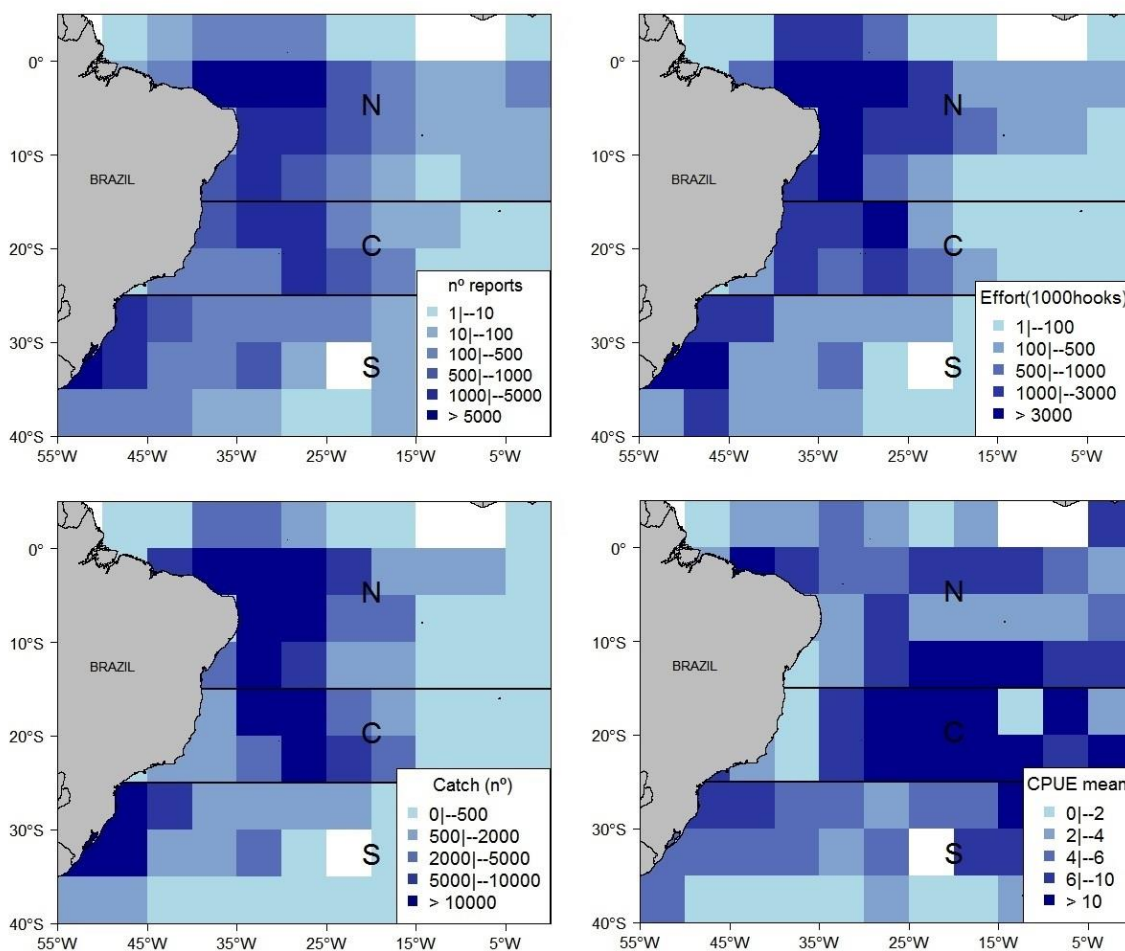 0°
10°S
20°S
30°S
40°S
55°W 45°W 35°W 25°W 15°W 5°W
BRAZIL
N
C
S
nº reports
1|--10
10|--100
100|--500
500|--1000
1000|--5000
> 5000
0°
10°S
20°S
30°S
40°S
55°W 45°W 35°W 25°W 15°W 5°W
BRAZIL
N
C
S
Effort(1000hooks)
1|--100
100|--500
500|--1000
1000|--3000
> 3000
0°
10°S
20°S
30°S
40°S
55°W 45°W 35°W 25°W 15°W 5°W
BRAZIL
N
C
S
Catch (nº)
0|--500
500|--2000
2000|--5000
5000|--10000
> 10000
0°
10°S
20°S
30°S
40°S
55°W 45°W 35°W 25°W 15°W 5°W
BRAZIL
N
C
S
CPUE mean
0|--2
2|--4
4|--6
6|--10
> 10